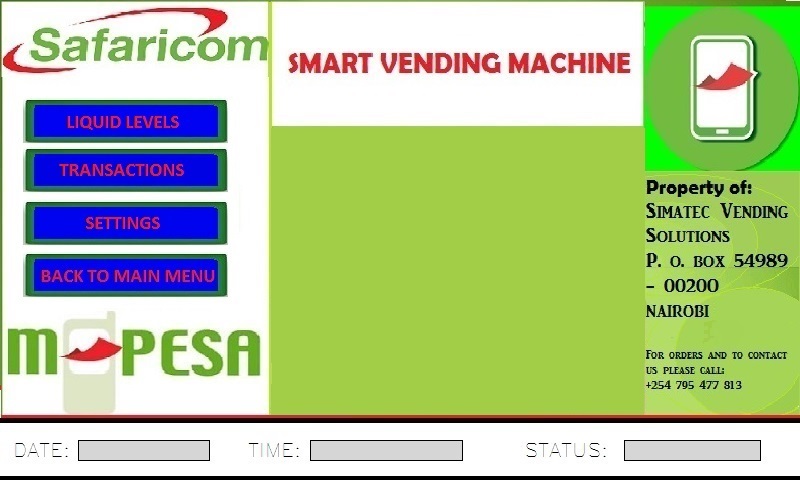 Safaricom
SMART VENDING MACHINE
LIQUID LEVELS
TRANSACTIONS
SETTINGS
BACK TO MAIN MENU
M PESA
Property of:
SIMATEC VENDING
SOLUTIONS
P. O. BOX 54989
- 00200
NAIROBI
FOR ORDERS AND TO CONTACT
US PLEASE CALL:
+254 795 477 813
DATE:
TIME:
STATUS: